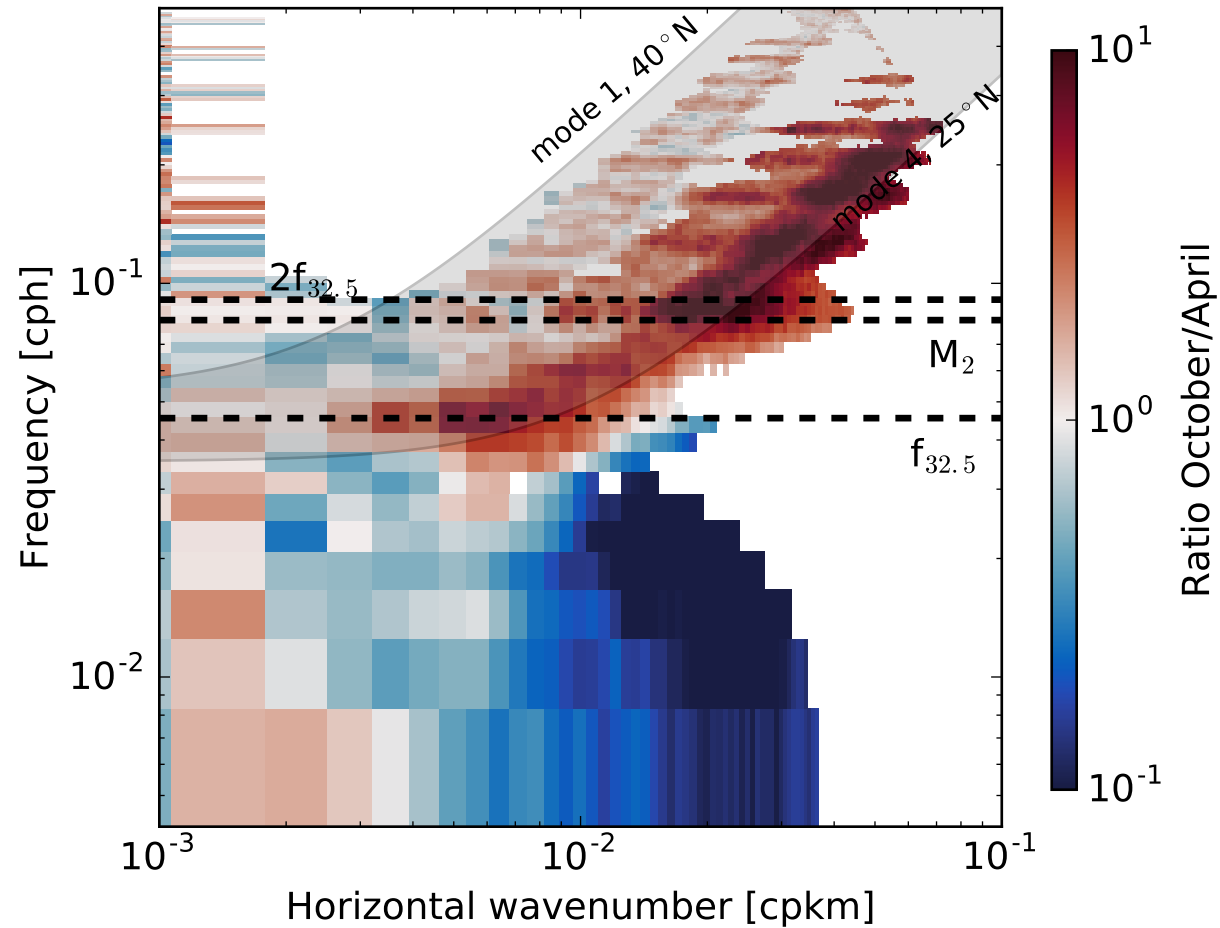 10¹
mode 1, 40°N
mode 4, 25°N
10⁻¹
2f₃₂.₅
M₂
10⁰
f₃₂.₅
10⁻²
10⁻¹
10⁻³
10⁻²
10⁻¹
Frequency [cph]
Horizontal wavenumber [cpkm]
Ratio October/April